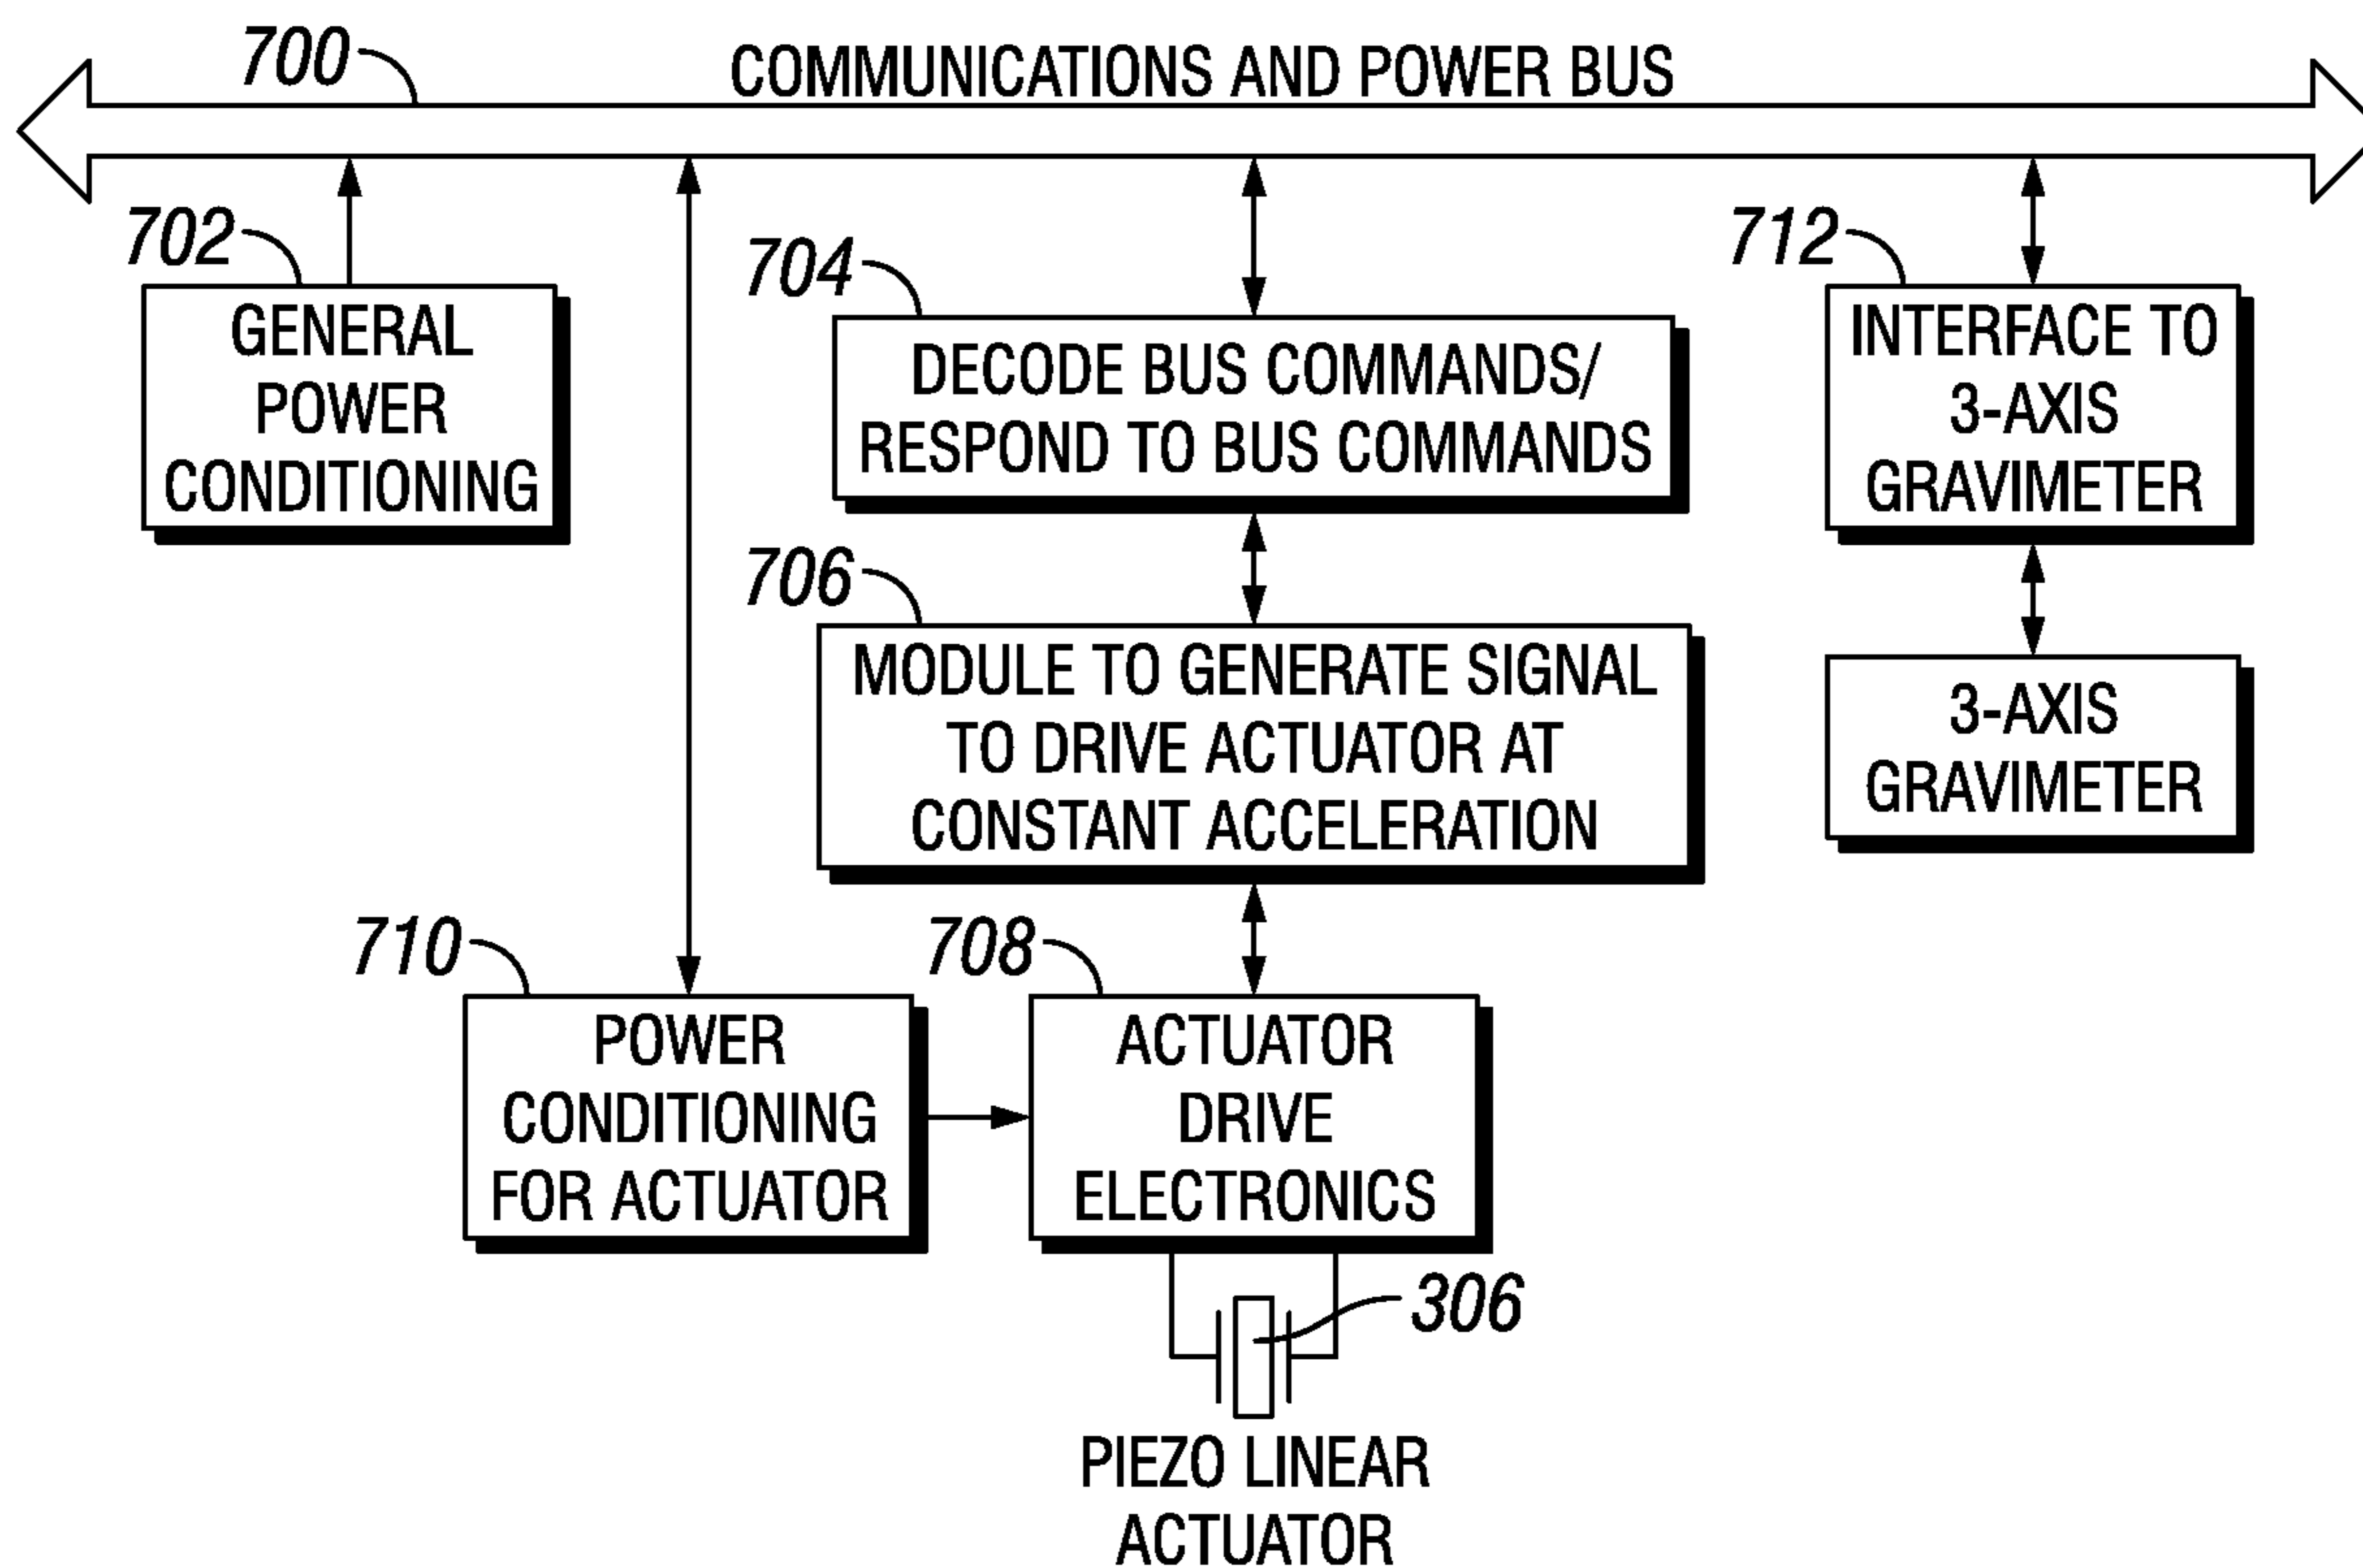 700
COMMUNICATIONS AND POWER BUS
702
GENERAL
POWER
CONDITIONING
704
DECODE BUS COMMANDS/
RESPOND TO BUS COMMANDS
712
INTERFACE TO
3-AXIS
GRAVIMETER
706
MODULE TO GENERATE SIGNAL
TO DRIVE ACTUATOR AT
CONSTANT ACCELERATION
3-AXIS
GRAVIMETER
710
POWER
CONDITIONING
FOR ACTUATOR
708
ACTUATOR
DRIVE
ELECTRONICS
306
PIEZO LINEAR
ACTUATOR